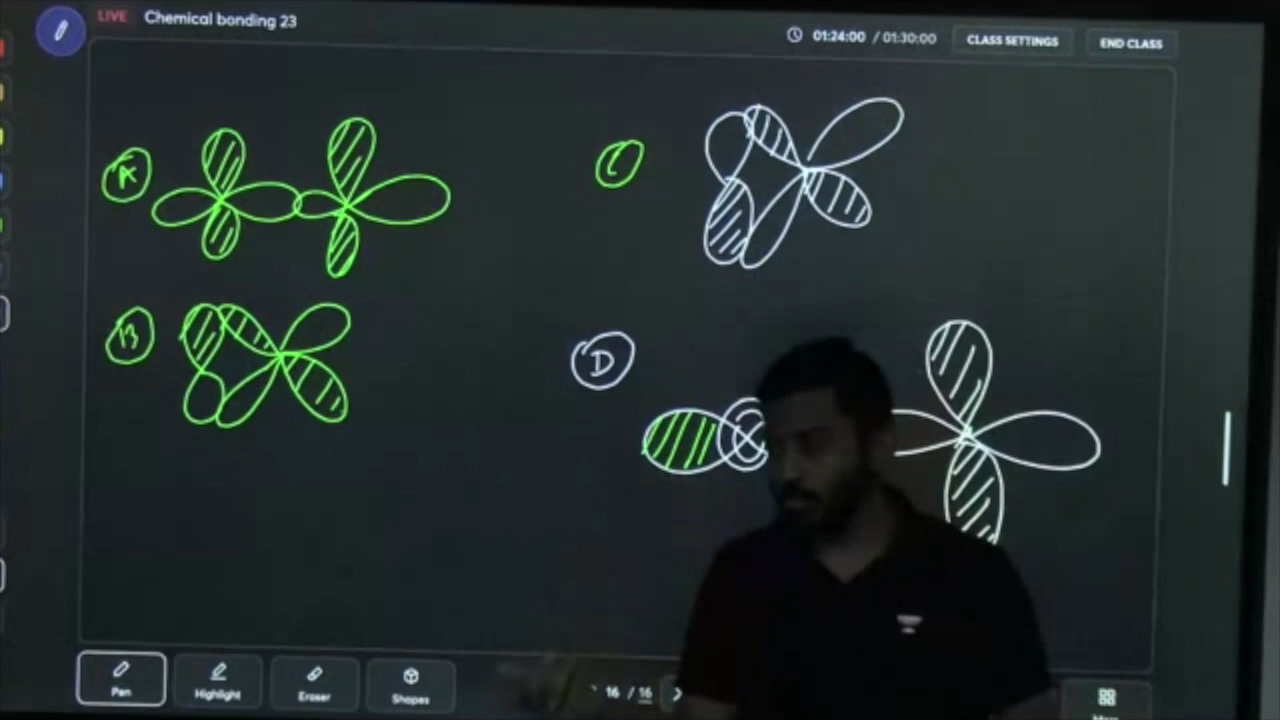 LIVE Chemical bonding 23
01:24:00 / 01:30:00 CLASS SETTINGS END CLASS
A
C
B
D
Pen Highlight Eraser Shapes
16 / 16